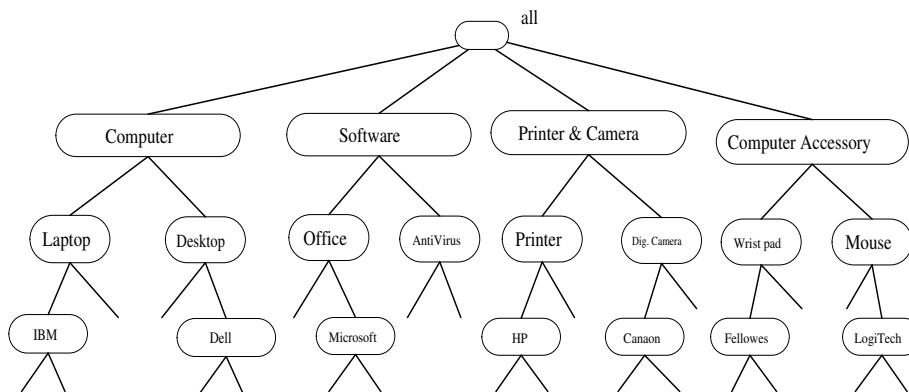 all
Computer
Software
Printer & Camera
Computer Accessory
Laptop
Desktop
Office
AntiVirus
Printer
Dig. Camera
Wrist pad
Mouse
IBM
Dell
Microsoft
HP
Canaon
Fellowes
LogiTech